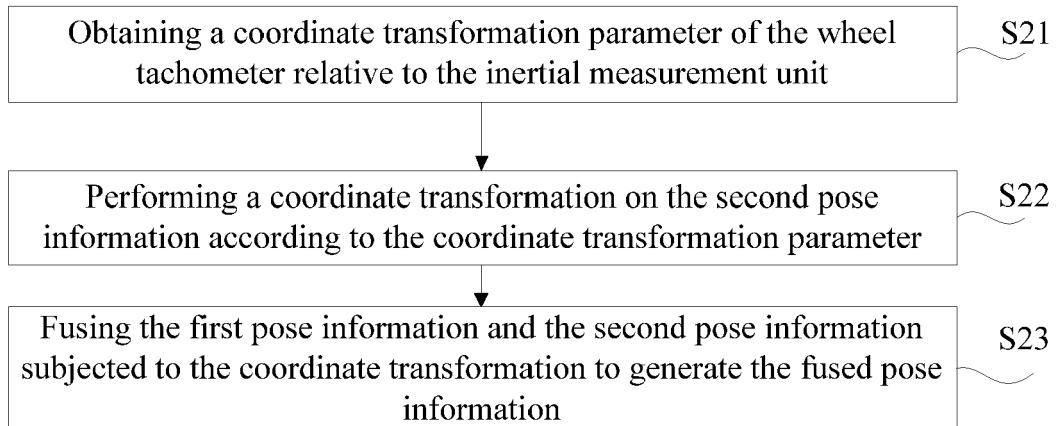 Obtaining a coordinate transformation parameter of the wheel
tachometer relative to the inertial measurement unit
S21
Performing a coordinate transformation on the second pose
information according to the coordinate transformation parameter
S22
Fusing the first pose information and the second pose information
subjected to the coordinate transformation to generate the fused pose
information
S23